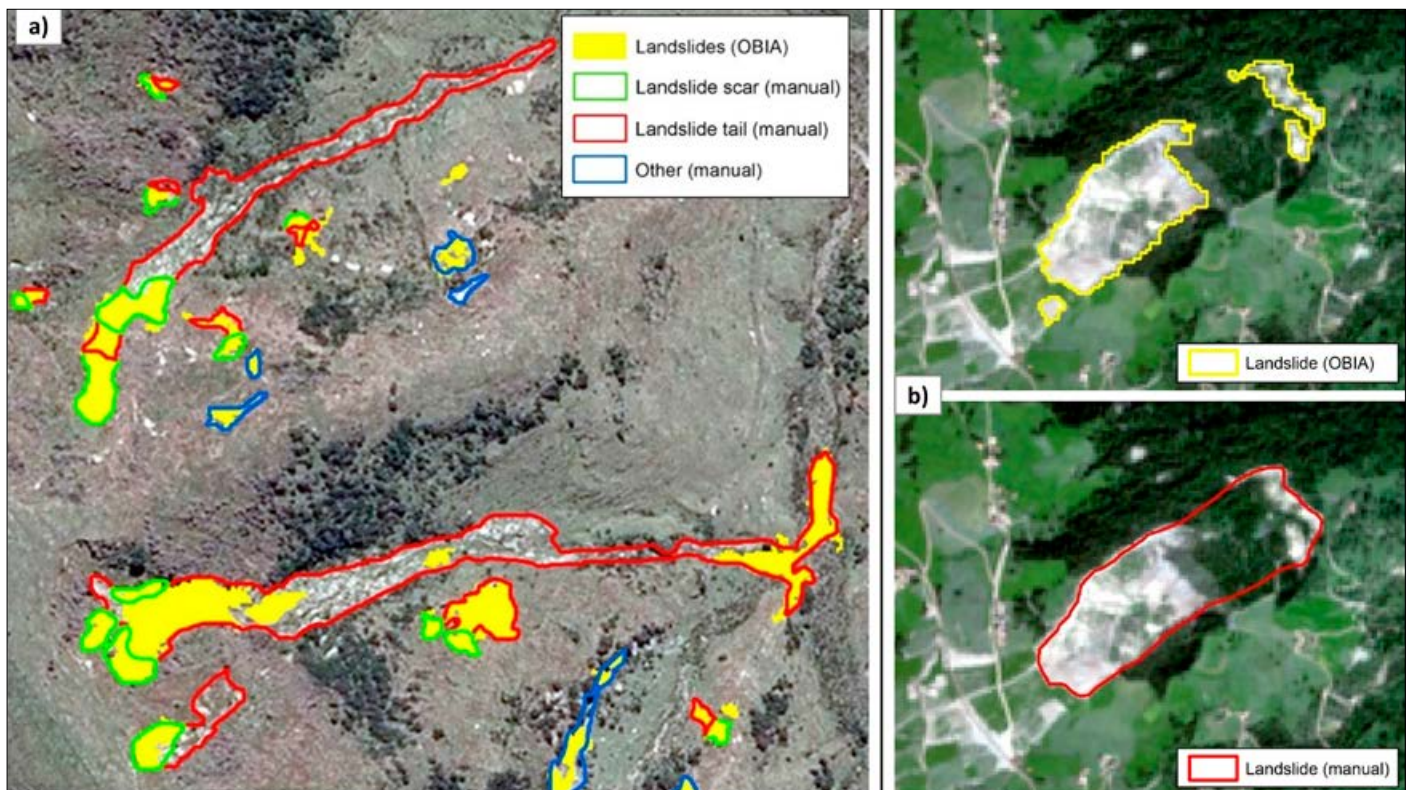 a)
Landslides (OBIA)
Landslide scar (manual)
Landslide tail (manual)
Other (manual)
Landslide (OBIA)
b)
Landslide (manual)